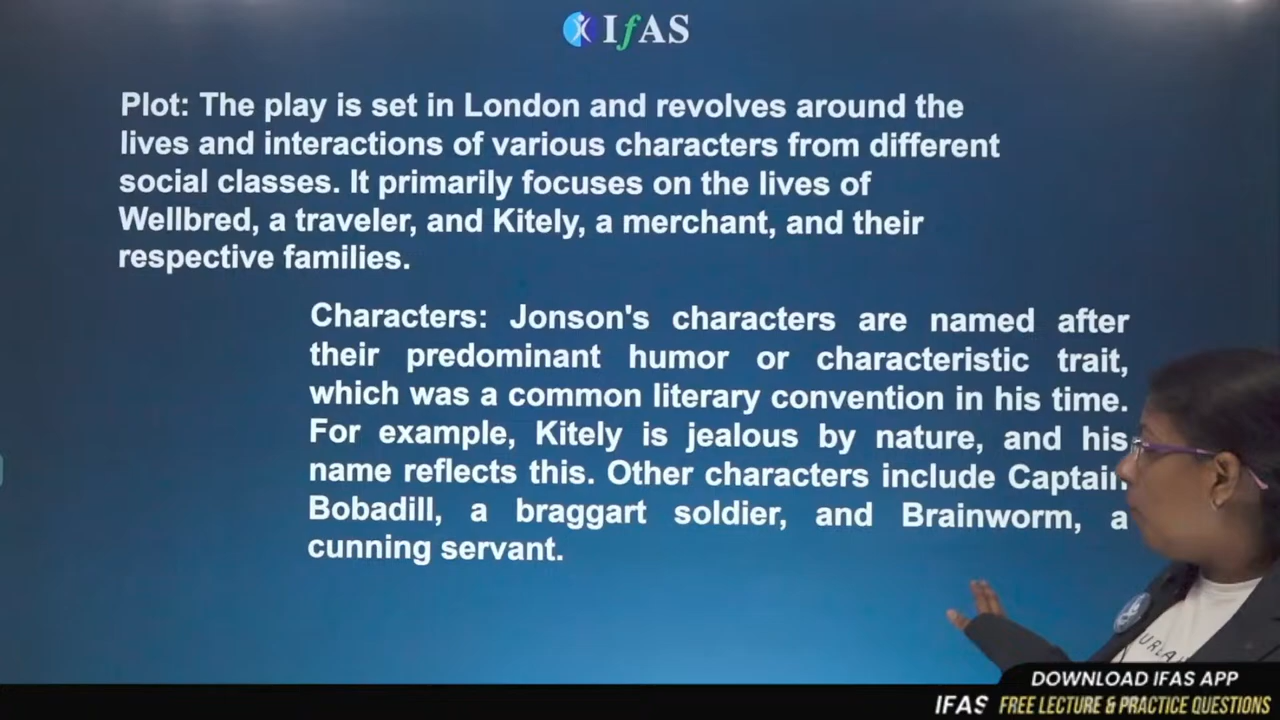 IfAS
Plot: The play is set in London and revolves around the
lives and interactions of various characters from different
social classes. It primarily focuses on the lives of
Wellbred, a traveler, and Kitely, a merchant, and their
respective families.
Characters: Jonson's characters are named after
their predominant humor or characteristic trait,
which was a common literary convention in his time.
For example, Kitely is jealous by nature, and his
name reflects this. Other characters include Captain
Bobadill, a braggart soldier, and Brainworm, a
cunning servant.
DOWNLOAD IFAS APP
IFAS FREE LECTURE & PRACTICE QUESTIONS